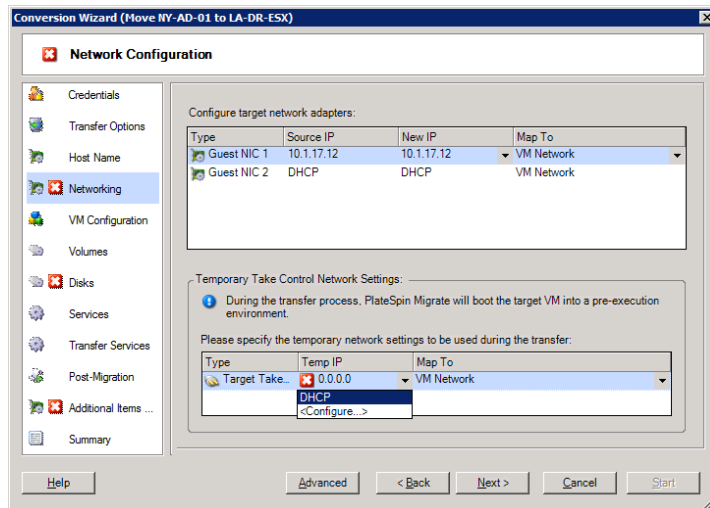 Conversion Wizard (Move NY-AD-01 to LA-DR-ESX)
Network Configuration
Credentials
Transfer Options
Host Name
Networking
VM Configuration
Volumes
Disks
Services
Transfer Services
Post-Migration
Additional Items ...
Summary
Configure target network adapters:
Type Source IP New IP Map To
Guest NIC 1 10.1.17.12 10.1.17.12 VM Network
Guest NIC 2 DHCP DHCP VM Network
Temporary Take Control Network Settings:
During the transfer process, PlateSpin Migrate will boot the target VM into a pre-execution
environment.
Please specify the temporary network settings to be used during the transfer:
Type Temp IP Map To
Target Take... 0.0.0.0 VM Network
DHCP
<Configure...>
Help Advanced < Back Next > Cancel Start